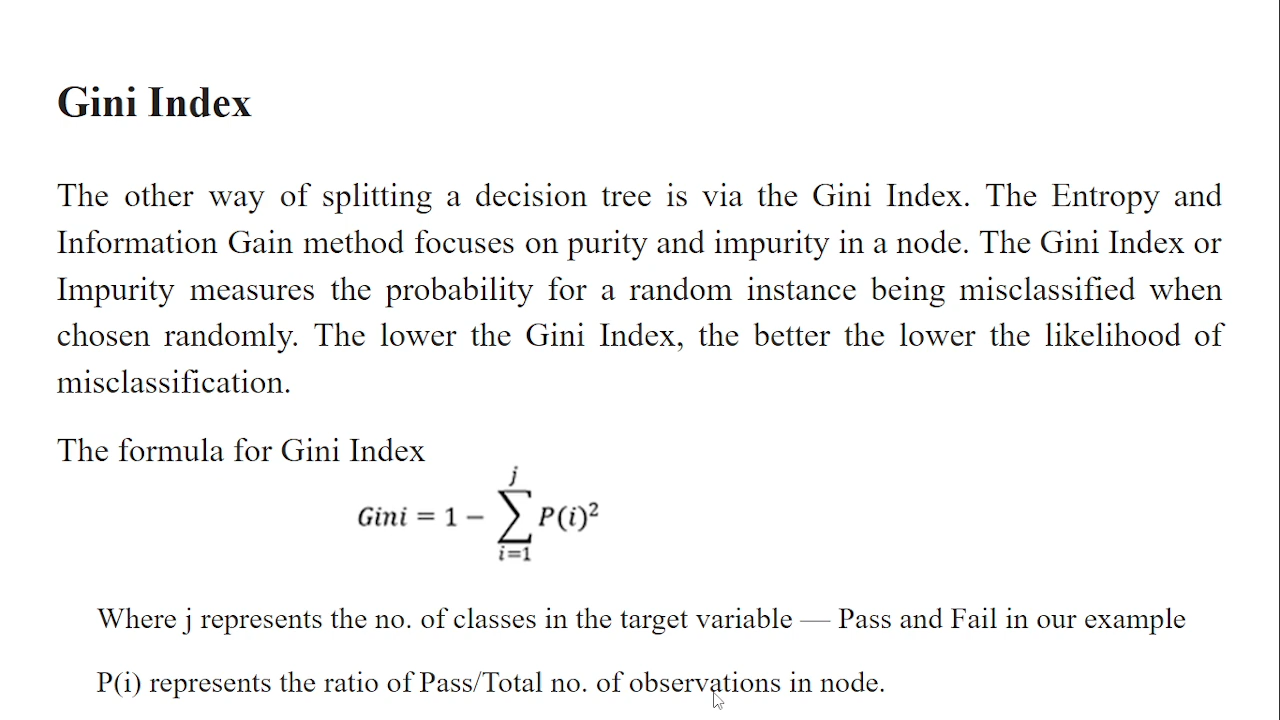 Gini Index
The other way of splitting a decision tree is via the Gini Index. The Entropy and
Information Gain method focuses on purity and impurity in a node. The Gini Index or
Impurity measures the probability for a random instance being misclassified when
chosen randomly. The lower the Gini Index, the better the lower the likelihood of
misclassification.
The formula for Gini Index
Gini = 1 − ∑_{i=1}^{j} P(i)²
Where j represents the no. of classes in the target variable — Pass and Fail in our example
P(i) represents the ratio of Pass/Total no. of observations in node.